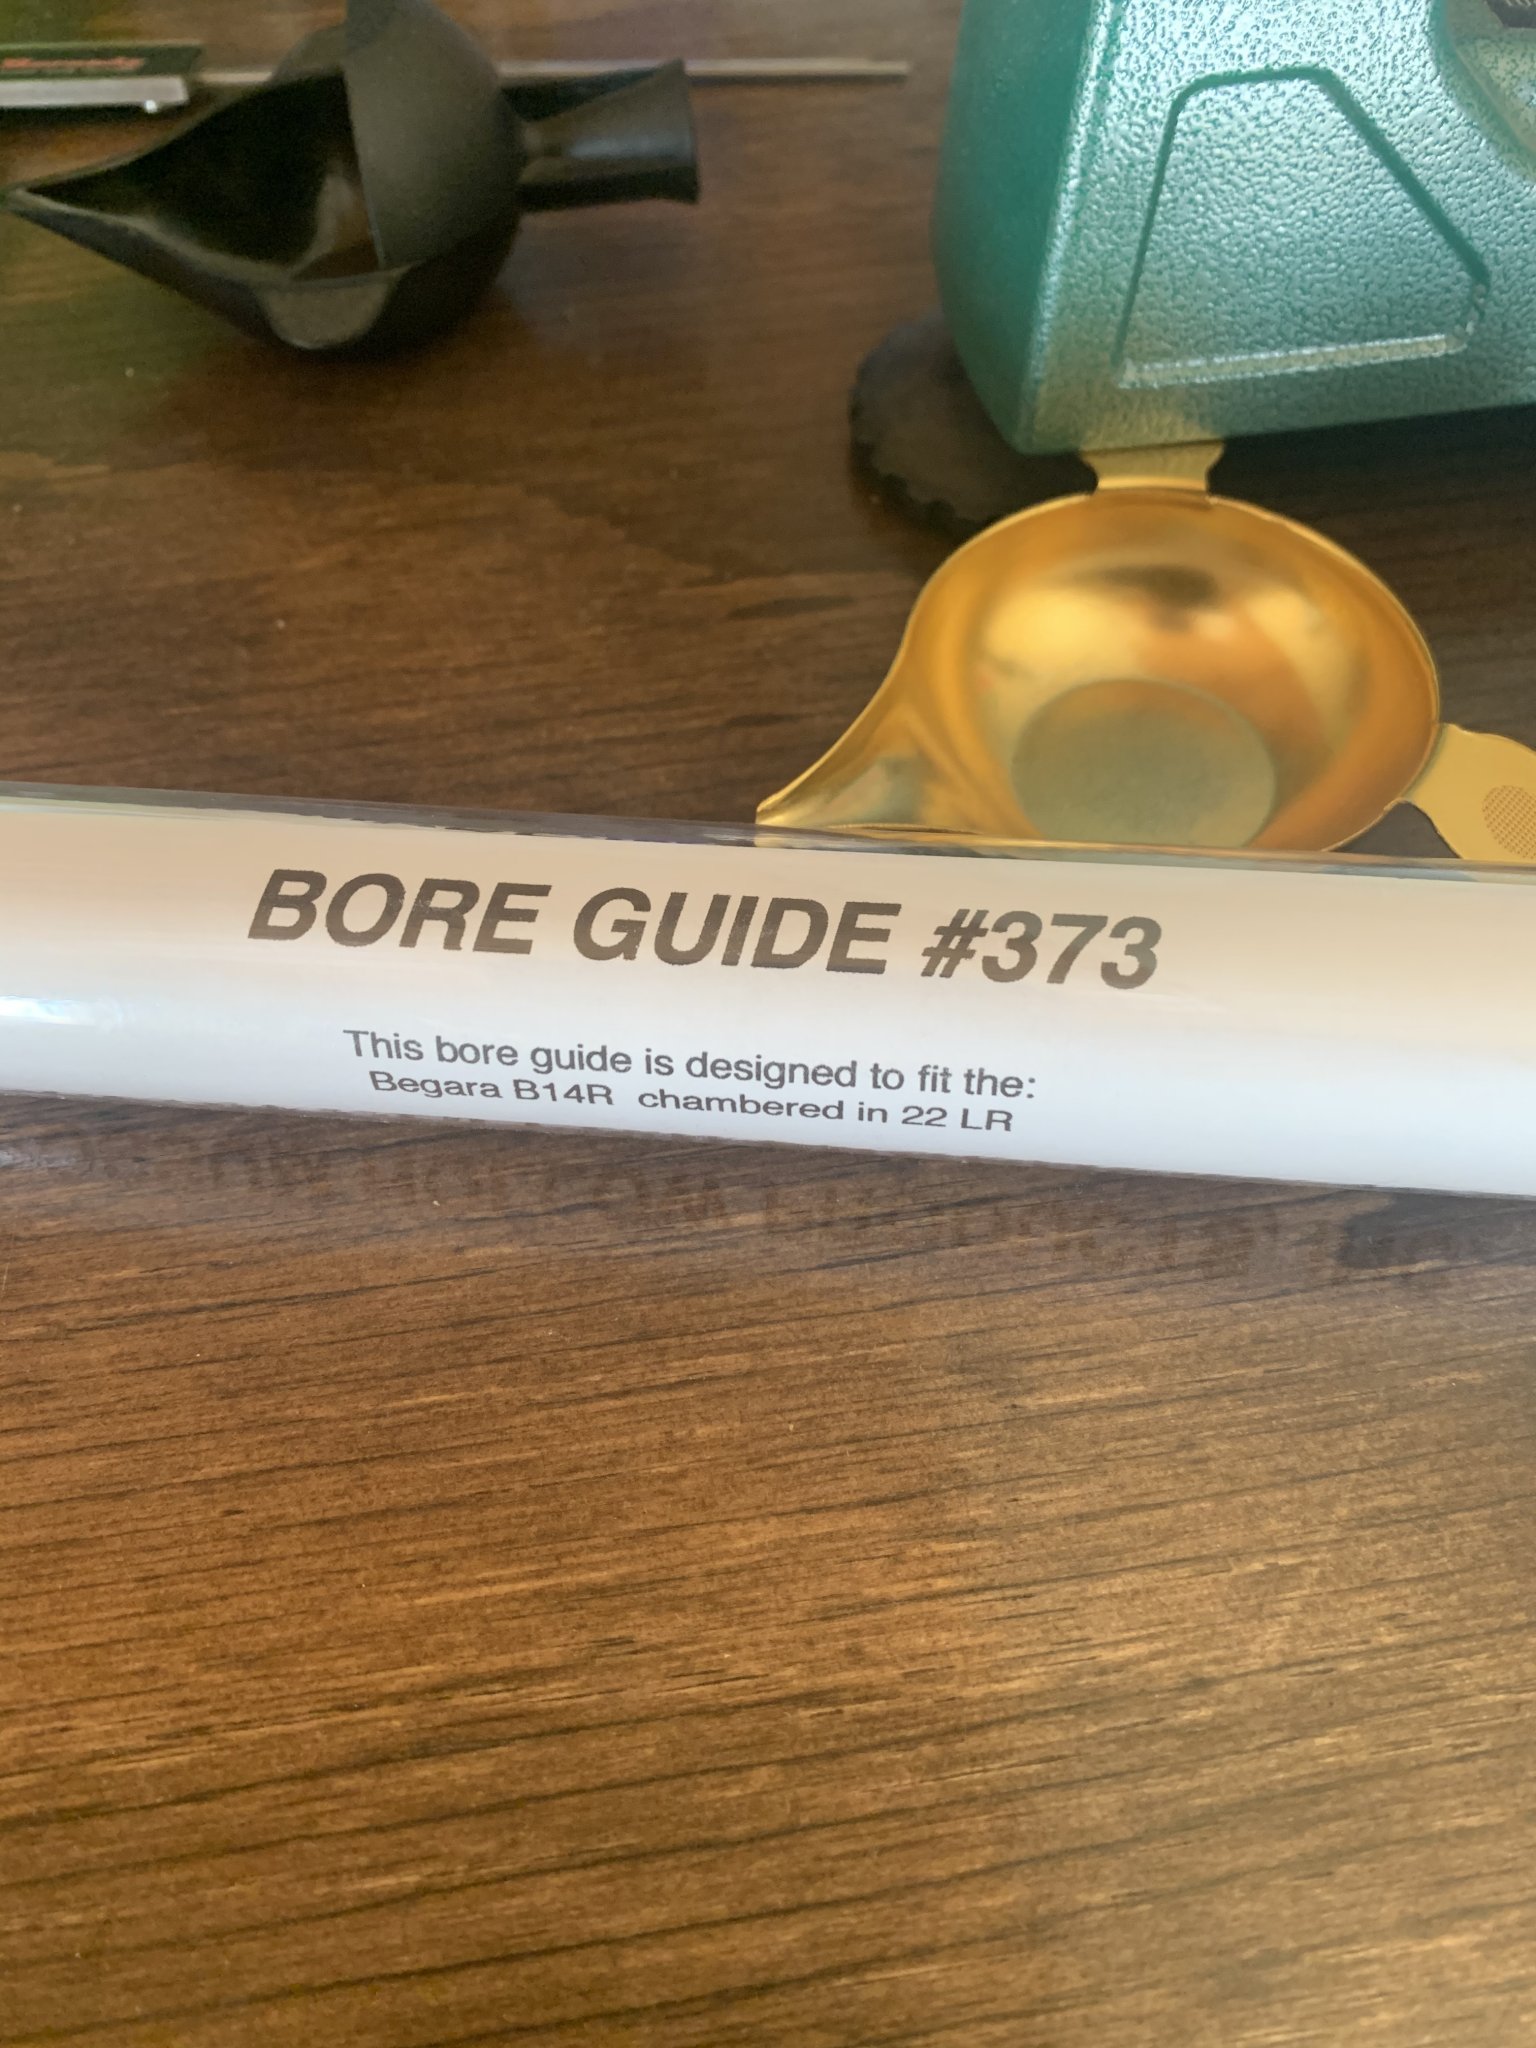 BORE GUIDE #373
This bore guide is designed to fit the:
Begara B14R chambered in 22 LR